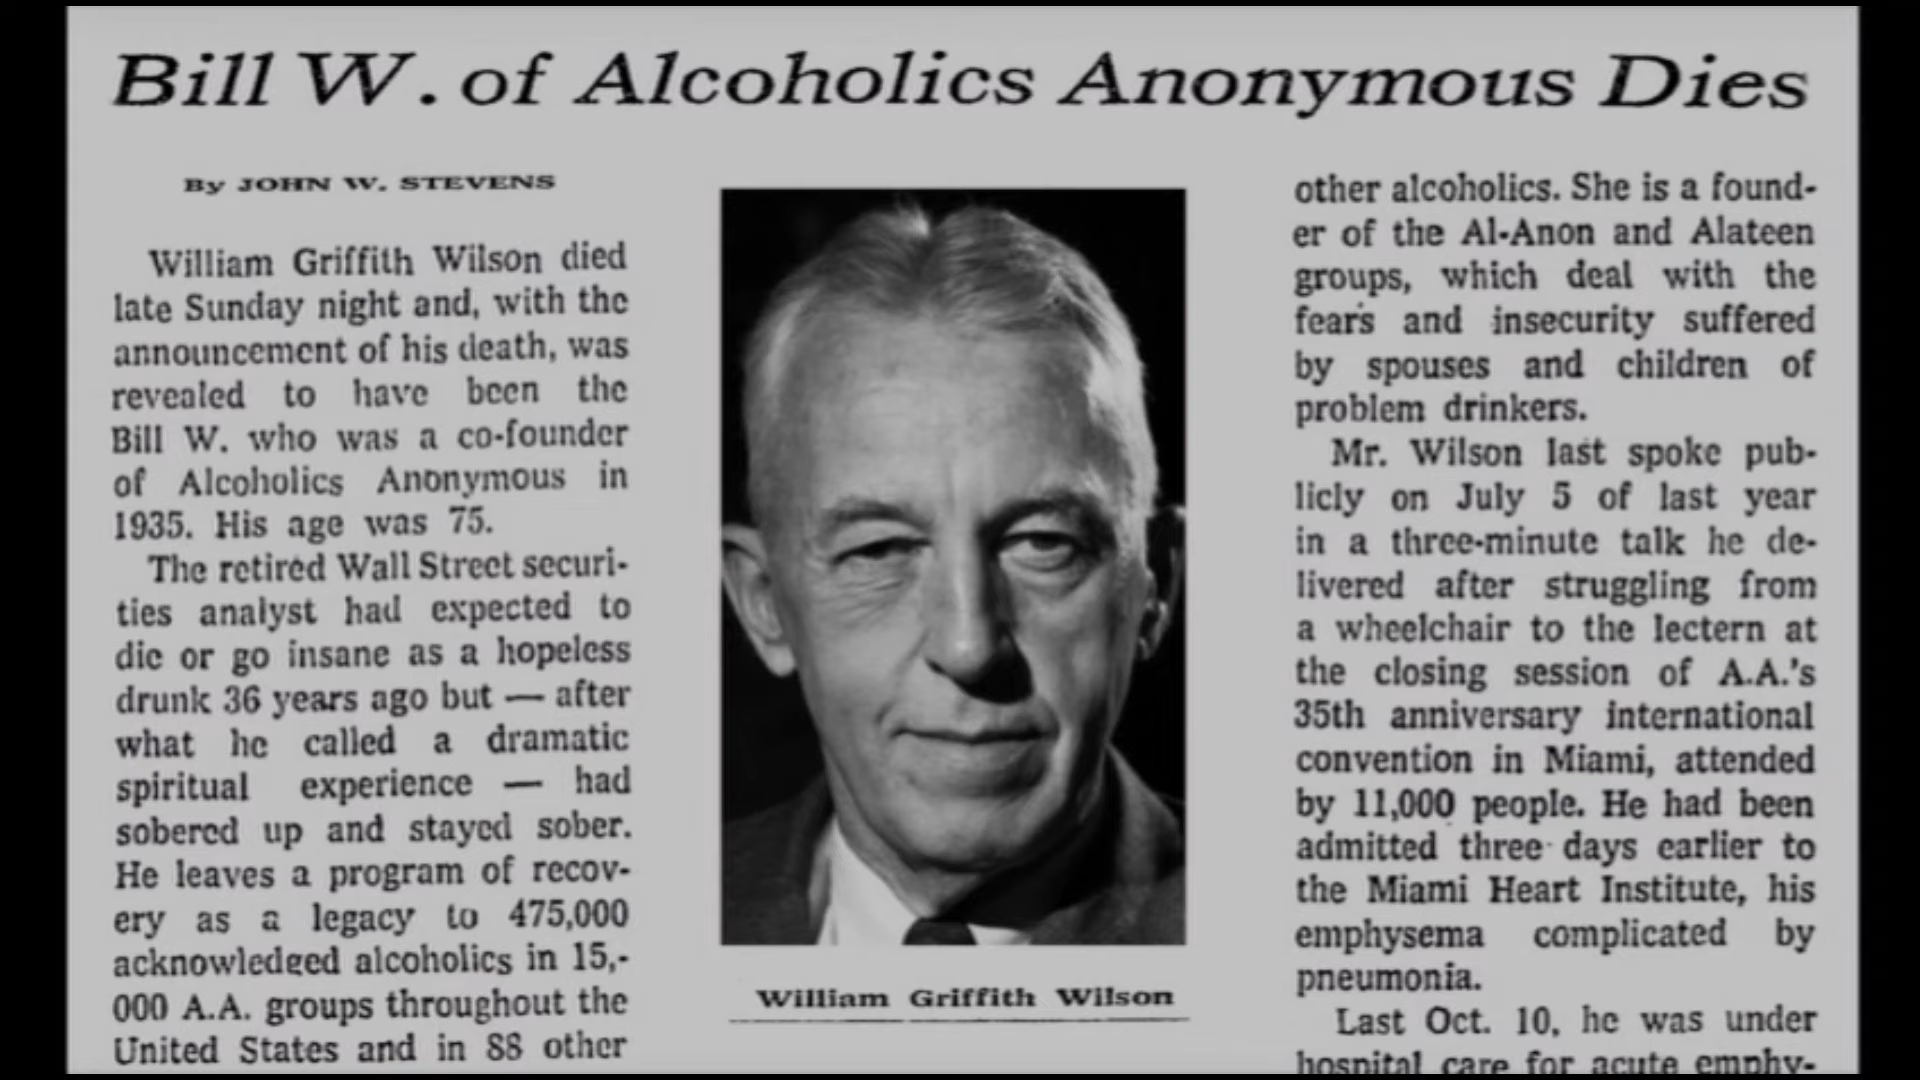 Bill W. of Alcoholics Anonymous Dies
By JOHN W. STEVENS
William Griffith Wilson died
late Sunday night and, with the
announcement of his death, was
revealed to have been the
Bill W. who was a co-founder
of Alcoholics Anonymous in
1935. His age was 75.
The retired Wall Street securi-
ties analyst had expected to
die or go insane as a hopeless
drunk 36 years ago but — after
what he called a dramatic
spiritual experience — had
sobered up and stayed sober.
He leaves a program of recov-
ery as a legacy to 475,000
acknowledged alcoholics in 15,-
000 A.A. groups throughout the
United States and in 88 other
William Griffith Wilson
other alcoholics. She is a found-
er of the Al-Anon and Alateen
groups, which deal with the
fears and insecurity suffered
by spouses and children of
problem drinkers.
Mr. Wilson last spoke pub-
licly on July 5 of last year
in a three-minute talk he de-
livered after struggling from
a wheelchair to the lectern at
the closing session of A.A.'s
35th anniversary international
convention in Miami, attended
by 11,000 people. He had been
admitted three days earlier to
the Miami Heart Institute, his
emphysema complicated by
pneumonia.
Last Oct. 10, he was under
hospital care for acute emphy-